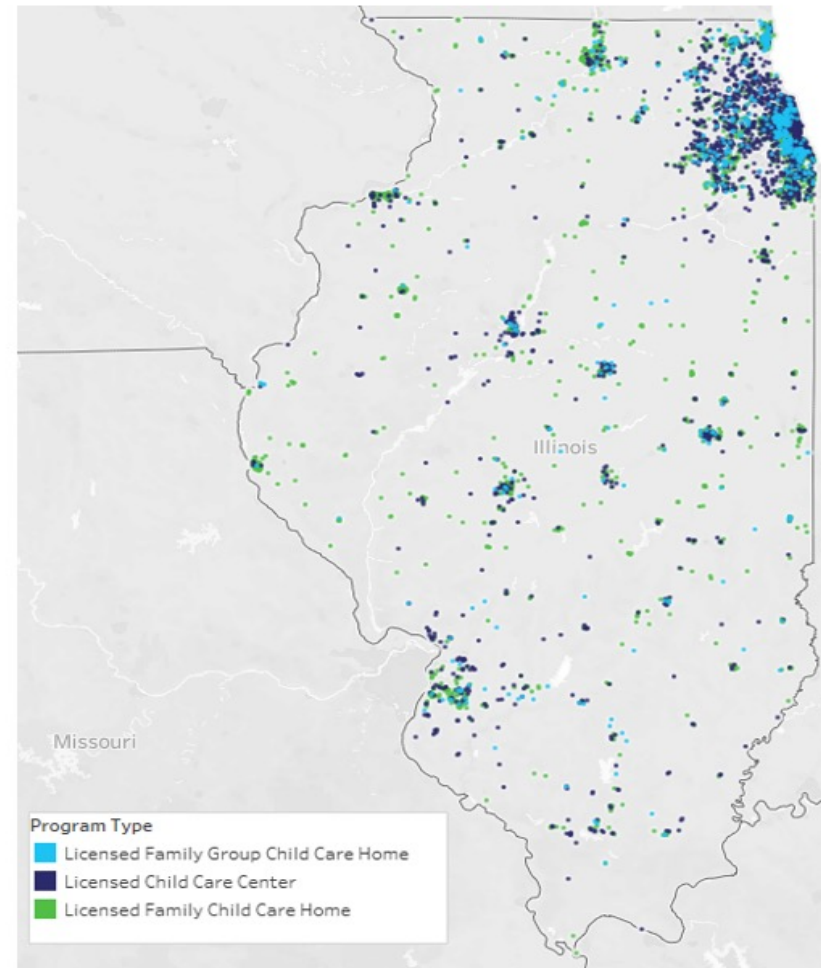 Illinois
Missouri
Program Type
Licensed Family Group Child Care Home
Licensed Child Care Center
Licensed Family Child Care Home